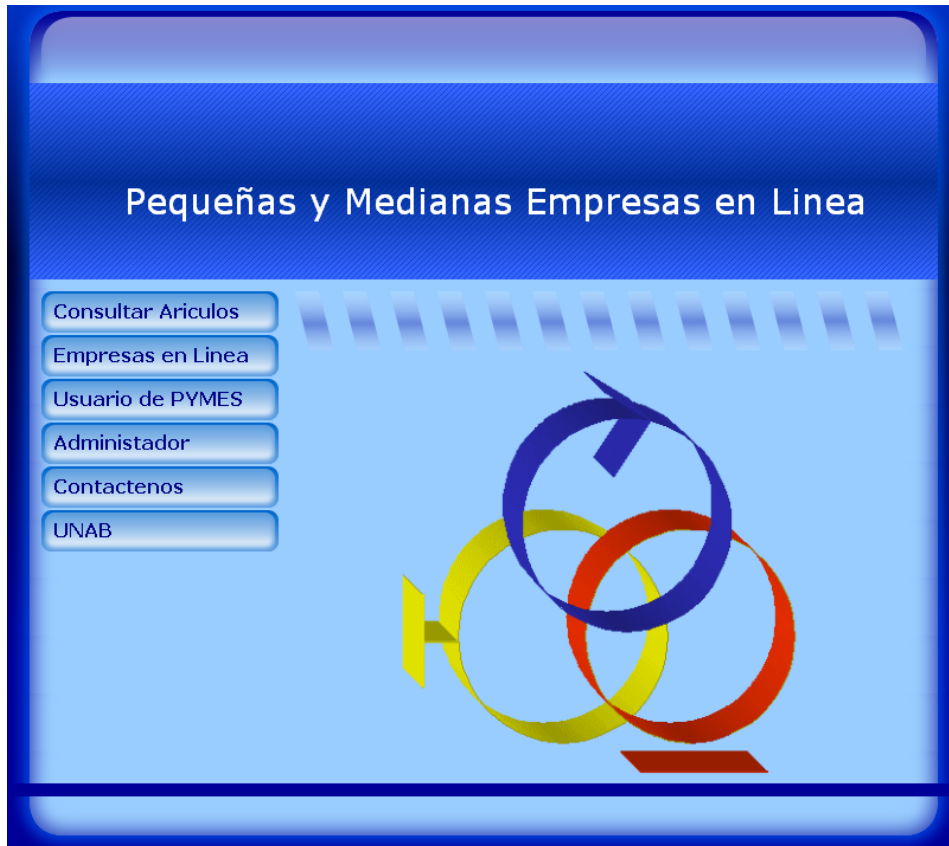 Pequeñas y Medianas Empresas en Linea
Consultar Ariculos
Empresas en Linea
Usuario de PYMES
Administador
Contactenos
UNAB